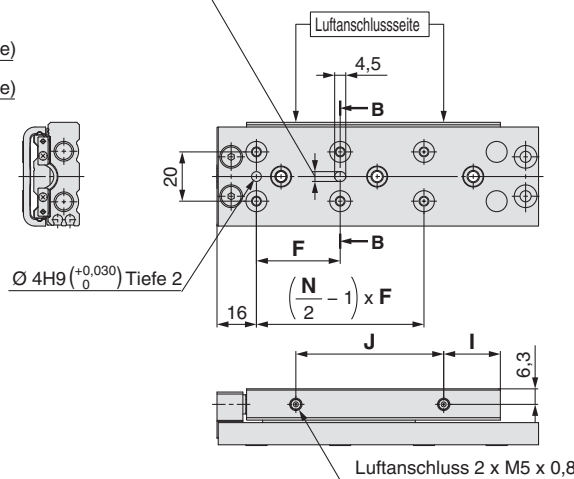 Luftanschlussseite
e)
e)
4,5
B
20
F
B
Ø 4H9 (+0,030 0) Tiefe 2
(N/2 – 1) x F
16
J
I
6,3
Luftanschluss 2 x M5 x 0,8